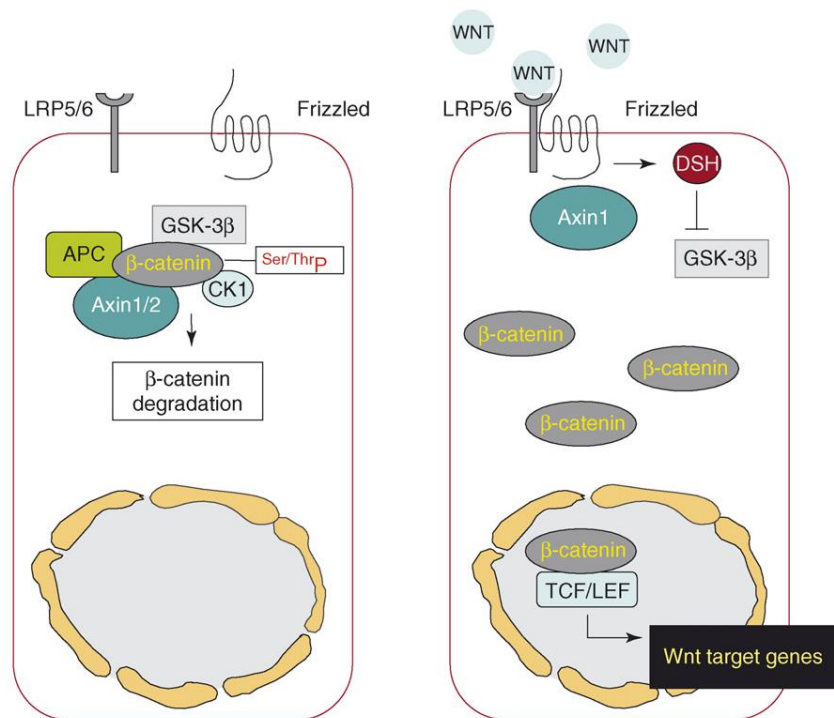 LRP5/6
Frizzled
GSK-3β
APC
β-catenin
Ser/ThrP
CK1
Axin1/2
β-catenin
degradation
WNT
WNT
WNT
LRP5/6
Frizzled
DSH
Axin1
GSK-3β
β-catenin
β-catenin
β-catenin
β-catenin
TCF/LEF
Wnt target genes